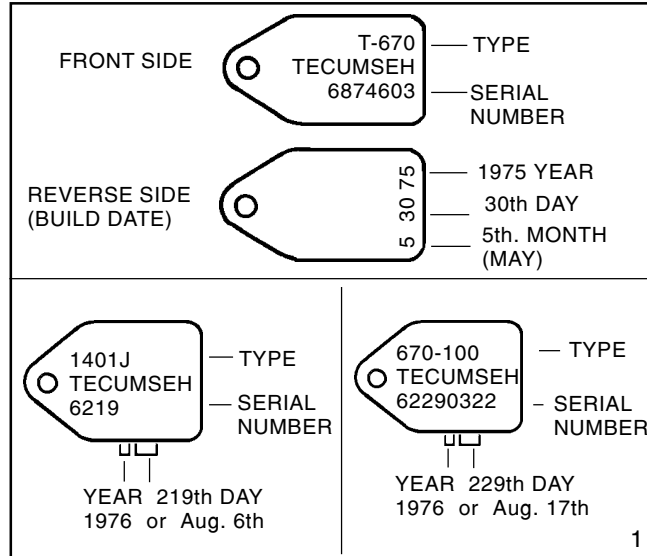 FRONT SIDE
T-670
TECUMSEH
6874603
TYPE
SERIAL
NUMBER
REVERSE SIDE
(BUILD DATE)
5 30 75
1975 YEAR
30th DAY
5th. MONTH
(MAY)
1401J
TECUMSEH
6219
TYPE
SERIAL
NUMBER
YEAR 219th DAY
1976 or Aug. 6th
670-100
TECUMSEH
62290322
TYPE
SERIAL
NUMBER
YEAR 229th DAY
1976 or Aug. 17th
1